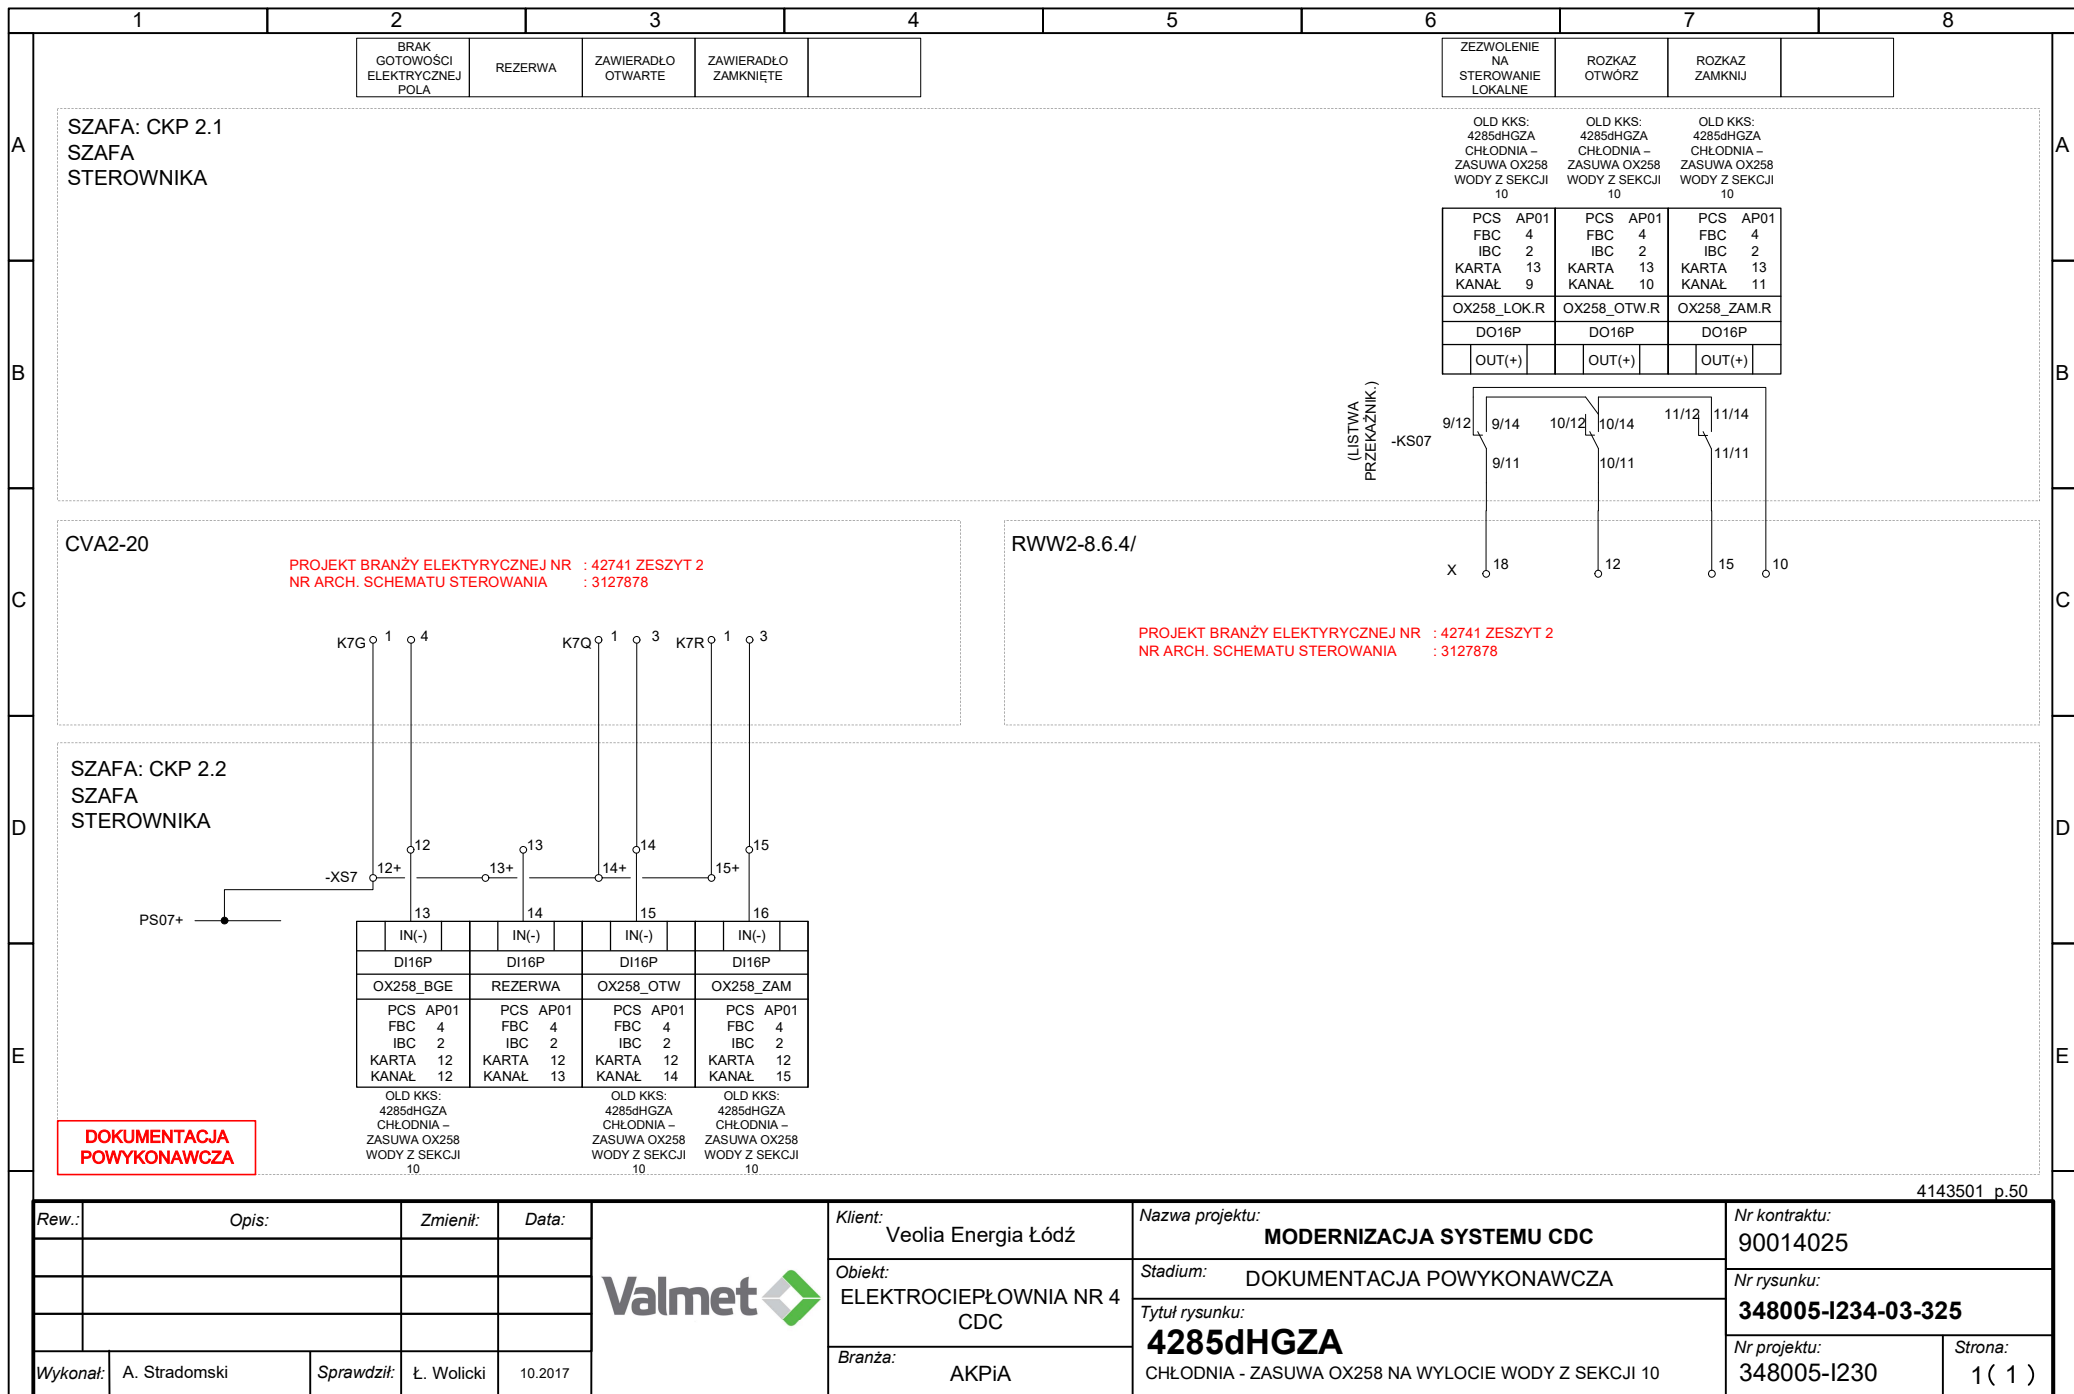 1 2 3 4 5 6 7 8
BRAK
GOTOWOŚCI
ELEKTRYCZNEJ
POLA
REZERWA
ZAWIERADŁO
OTWARTE
ZAWIERADŁO
ZAMKNIĘTE
ZEZWOLENIE
NA
STEROWANIE
LOKALNE
ROZKAZ
OTWÓRZ
ROZKAZ
ZAMKNIJ
A
A
SZAFA: CKP 2.1
SZAFA
STEROWNIKA
OLD KKS:
4285dHGZA
CHŁODNIA –
ZASUWA OX258
WODY Z SEKCJI
10
OLD KKS:
4285dHGZA
CHŁODNIA –
ZASUWA OX258
WODY Z SEKCJI
10
OLD KKS:
4285dHGZA
CHŁODNIA –
ZASUWA OX258
WODY Z SEKCJI
10
PCS AP01
FBC 4
IBC 2
KARTA 13
KANAŁ 9
OX258_LOK.R
DO16P
OUT(+)
PCS AP01
FBC 4
IBC 2
KARTA 13
KANAŁ 10
OX258_OTW.R
DO16P
OUT(+)
PCS AP01
FBC 4
IBC 2
KARTA 13
KANAŁ 11
OX258_ZAM.R
DO16P
OUT(+)
B
B
(LISTWA
PRZEKAŹNIK.)
-KS07
9/12 9/14 10/12 10/14 11/12 11/14
9/11 10/11 11/11
C
C
CVA2-20
PROJEKT BRANŻY ELEKTYRYCZNEJ NR : 42741 ZESZYT 2
NR ARCH. SCHEMATU STEROWANIA : 3127878
K7G 1 4 K7Q 1 3 K7R 1 3
RWW2-8.6.4/
X 18 12 15 10
PROJEKT BRANŻY ELEKTYRYCZNEJ NR : 42741 ZESZYT 2
NR ARCH. SCHEMATU STEROWANIA : 3127878
D
D
SZAFA: CKP 2.2
SZAFA
STEROWNIKA
12 13 14 15
-XS7 12+ 13+ 14+ 15+
PS07+
13 14 15 16
E
E
IN(-) IN(-) IN(-) IN(-)
DI16P DI16P DI16P DI16P
OX258_BGE REZERWA OX258_OTW OX258_ZAM
PCS AP01 PCS AP01 PCS AP01 PCS AP01
FBC 4 FBC 4 FBC 4 FBC 4
IBC 2 IBC 2 IBC 2 IBC 2
KARTA 12 KARTA 12 KARTA 12 KARTA 12
KANAŁ 12 KANAŁ 13 KANAŁ 14 KANAŁ 15
OLD KKS:
4285dHGZA
CHŁODNIA –
ZASUWA OX258
WODY Z SEKCJI
10
OLD KKS:
4285dHGZA
CHŁODNIA –
ZASUWA OX258
WODY Z SEKCJI
10
OLD KKS:
4285dHGZA
CHŁODNIA –
ZASUWA OX258
WODY Z SEKCJI
10
DOKUMENTACJA
POWYKONAWCZA
4143501 p.50
Rew.: Opis: Zmienił: Data:
Wykonał: A. Stradomski Sprawdził: Ł. Wolicki 10.2017
Valmet
Klient:
Veolia Energia Łódź
Obiekt:
ELEKTROCIEPŁOWNIA NR 4
CDC
Branża:
AKPiA
Nazwa projektu:
MODERNIZACJA SYSTEMU CDC
Stadium: DOKUMENTACJA POWYKONAWCZA
Tytuł rysunku:
4285dHGZA
CHŁODNIA - ZASUWA OX258 NA WYLOCIE WODY Z SEKCJI 10
Nr kontraktu:
90014025
Nr rysunku:
348005-I234-03-325
Nr projektu:
348005-I230
Strona:
1( 1 )